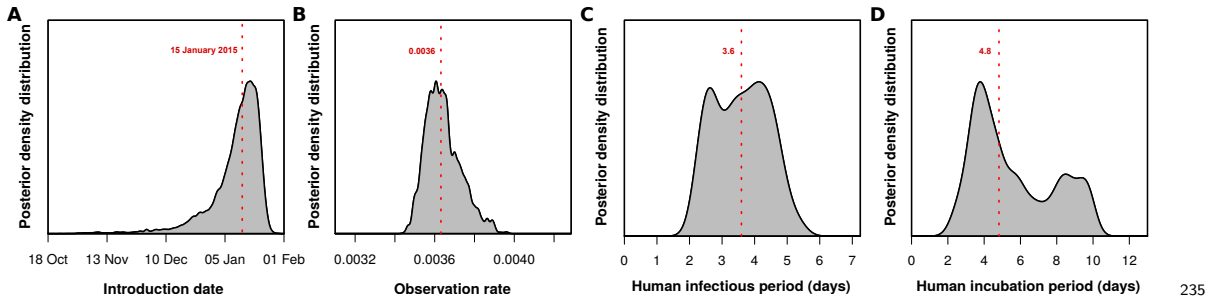 A
Posterior density distribution
15 January 2015
18 Oct 13 Nov 10 Dec 05 Jan 01 Feb
Introduction date
B
Posterior density distribution
0.0036
0.0032 0.0036 0.0040
Observation rate
C
Posterior density distribution
3.6
0 1 2 3 4 5 6 7
Human infectious period (days)
D
Posterior density distribution
4.8
0 2 4 6 8 10 12
Human incubation period (days)
235